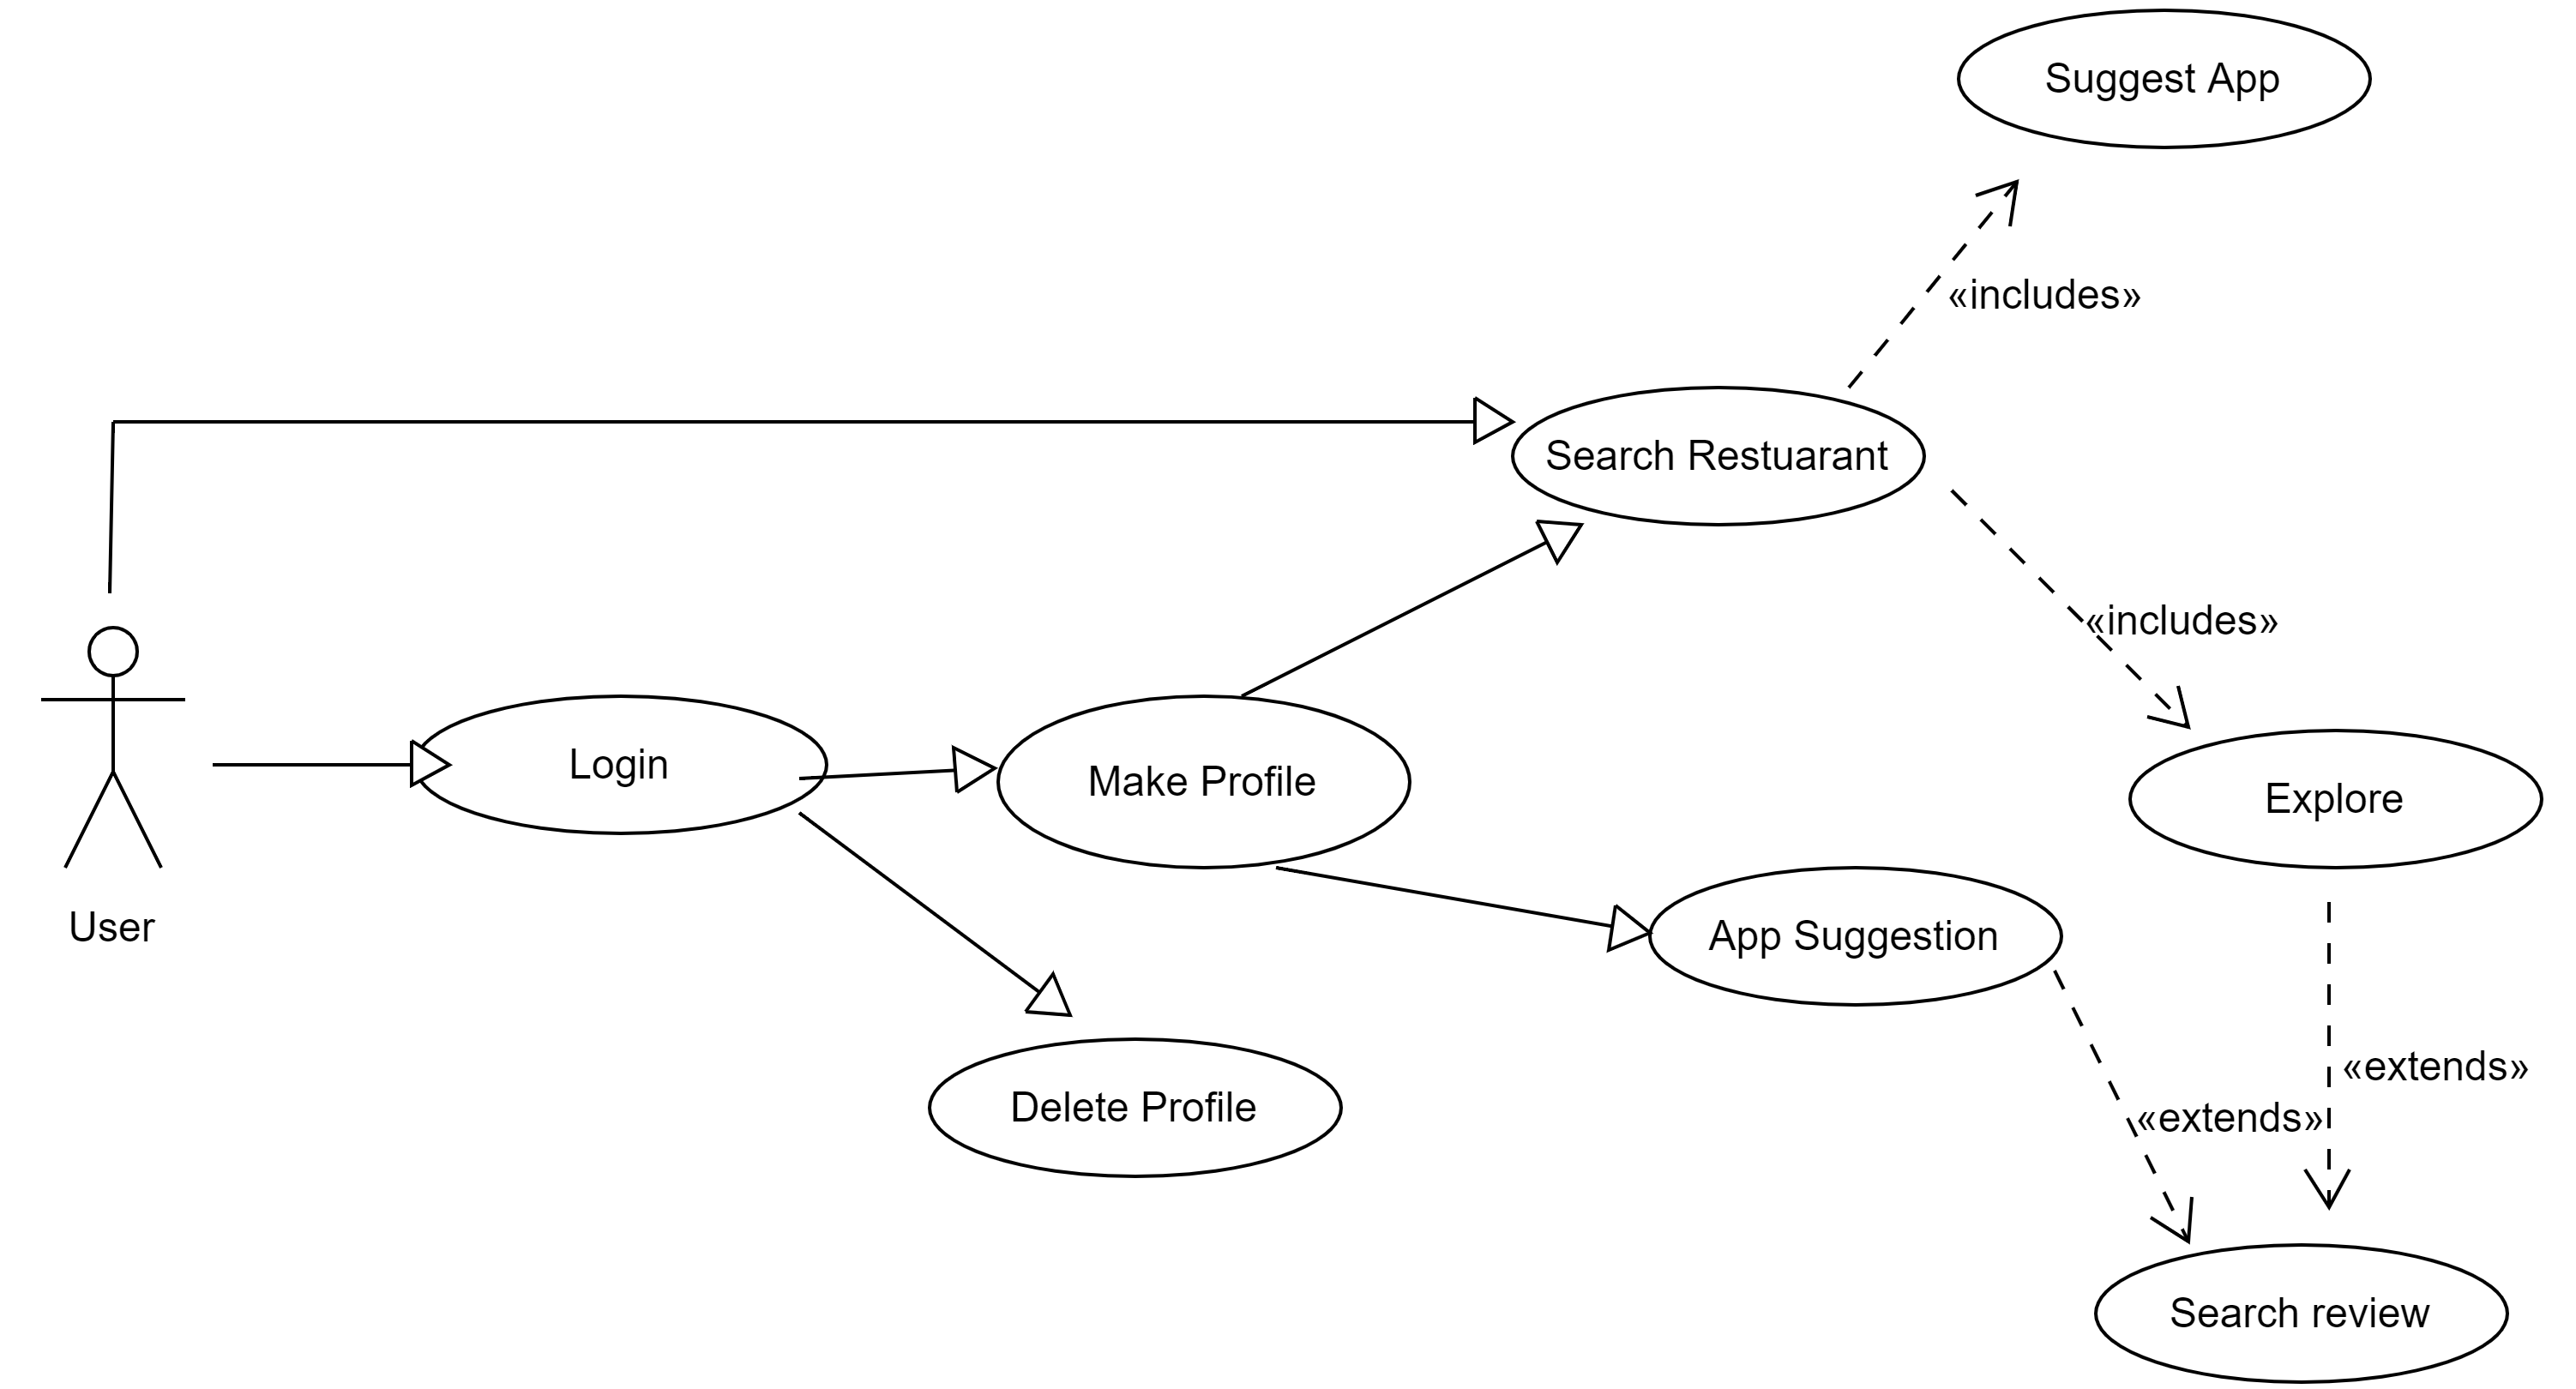 Suggest App
«includes»
Search Restuarant
«includes»
Login
Make Profile
Explore
User
App Suggestion
«extends»
Delete Profile
«extends»
Search review